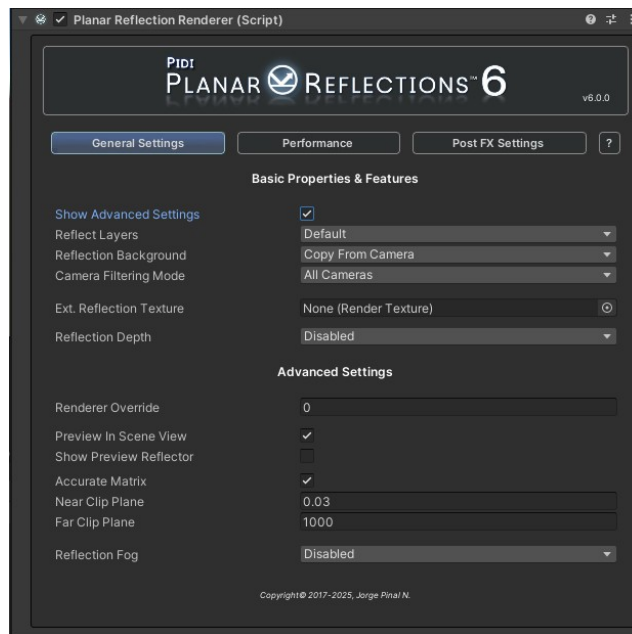 Planar Reflection Renderer (Script)
PIDI
PLANAR REFLECTIONS™6
v6.0.0
General Settings Performance Post FX Settings ?
Basic Properties & Features
Show Advanced Settings
Reflect Layers Default
Reflection Background Copy From Camera
Camera Filtering Mode All Cameras
Ext. Reflection Texture None (Render Texture)
Reflection Depth Disabled
Advanced Settings
Renderer Override 0
Preview In Scene View
Show Preview Reflector
Accurate Matrix
Near Clip Plane 0.03
Far Clip Plane 1000
Reflection Fog Disabled
Copyright© 2017-2025, Jorge Pinal N.